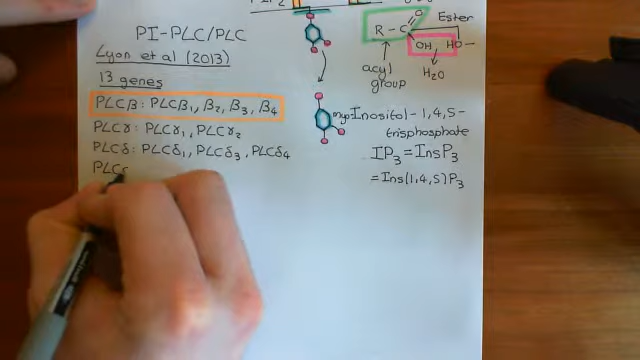 PI-PLC/PLC
Lyon et al (2013)
13 genes
PLCβ: PLCβ1, β2, β3, β4
PLCγ: PLCγ1, PLCγ2
PLCδ: PLCδ1, PLCδ3, PLCδ4
PLC
Ester
R-C
O
OH
HO-
acyl
group
H2O
myoInositol-1,4,5-
trisphosphate
IP3 = InsP3
= Ins(1,4,5)P3